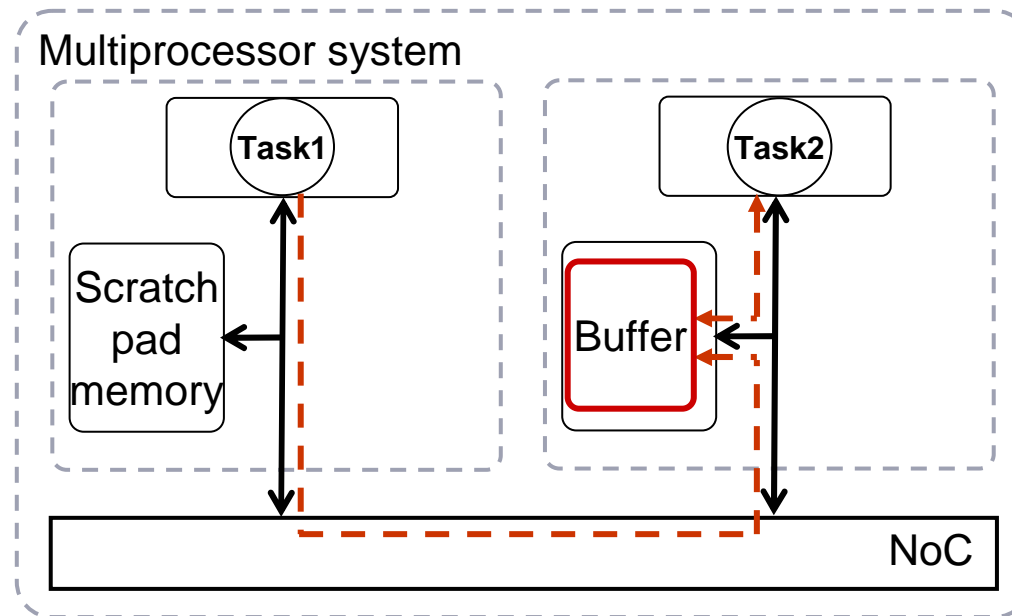 Multiprocessor system
Task1
Task2
Scratch
pad
memory
Buffer
NoC